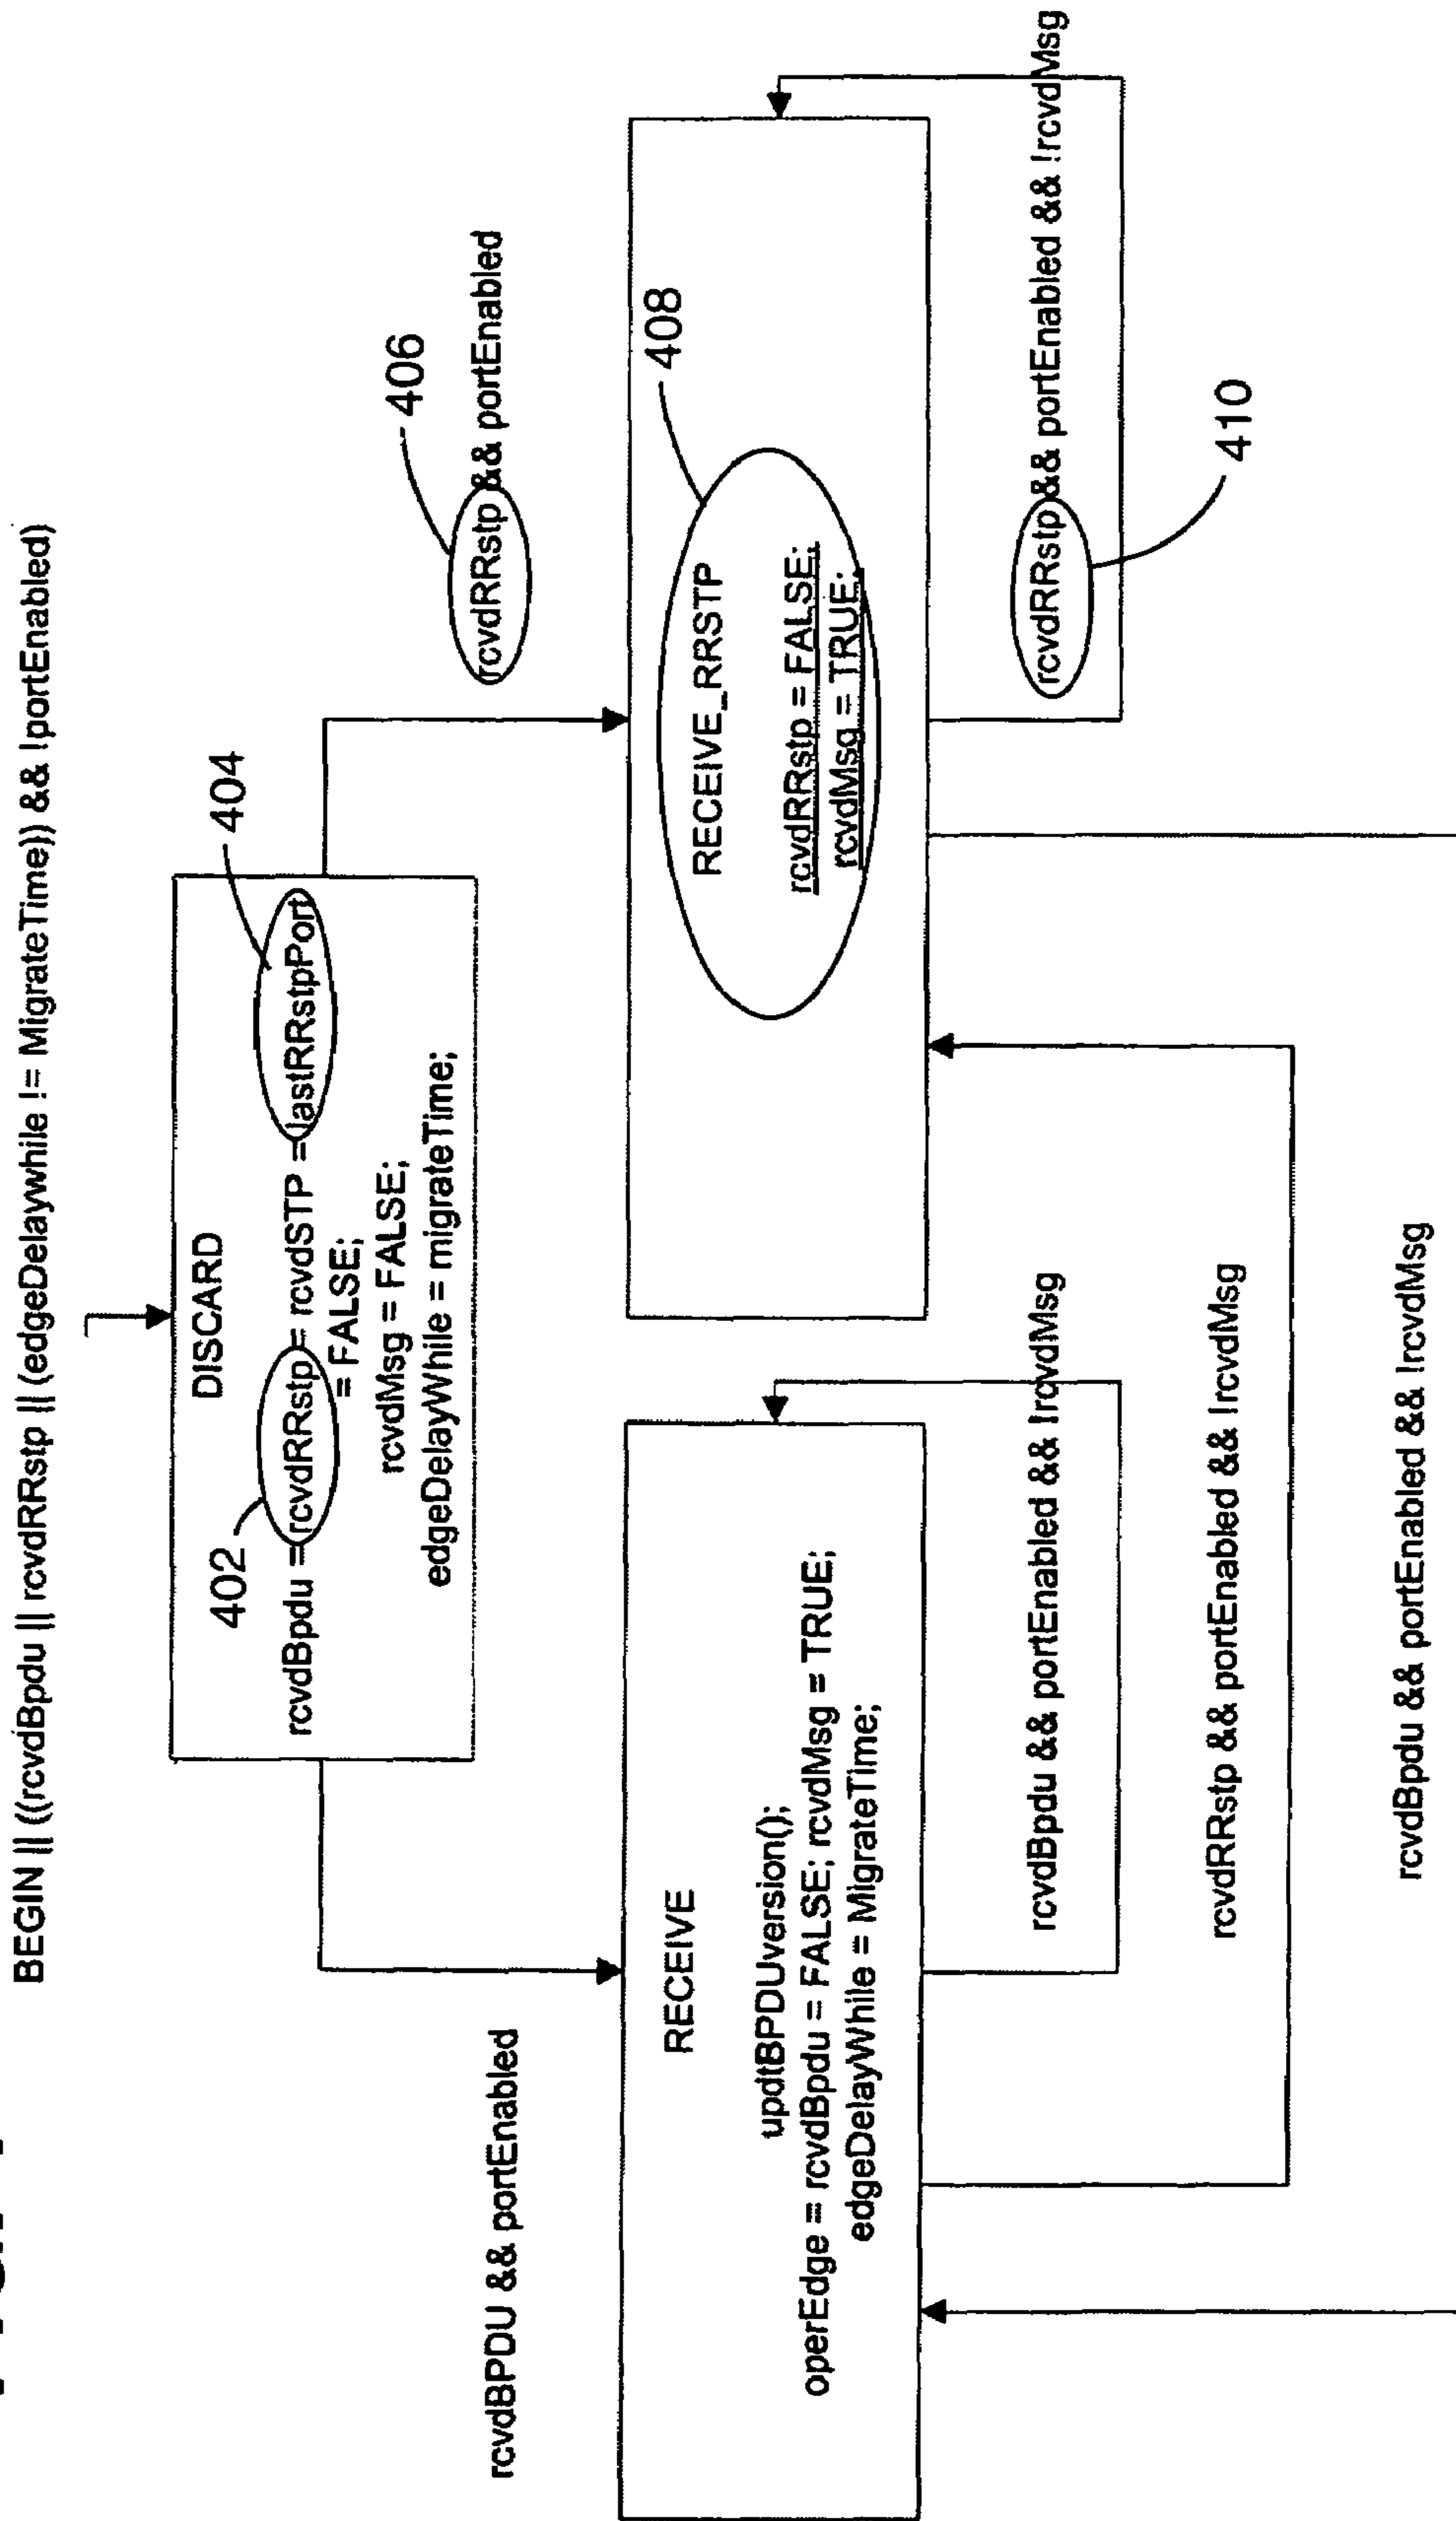 BEGIN || ((rcvdBpdu || rcvdRRstp || (edgeDelaywhile != MigrateTime)) && !portEnabled)
DISCARD
402
404
rcvdBpdu = rcvdRRstp = rcvdSTP = lastRRstpPort
= FALSE;
rcvdMsg = FALSE;
edgeDelayWhile = migrateTime;
rcvdBPDU && portEnabled
406
rcvdRRstp && portEnabled
RECEIVE
updtBPDUversion();
operEdge = rcvdBpdu = FALSE; rcvdMsg = TRUE;
edgeDelayWhile = MigrateTime;
408
RECEIVE_RRSTP
rcvdRRstp = FALSE;
rcvdMsg = TRUE;
rcvdBpdu && portEnabled && !rcvdMsg
rcvdRRstp && portEnabled && !rcvdMsg
410
rcvdRRstp && portEnabled && !rcvdMsg
rcvdBpdu && portEnabled && !rcvdMsg